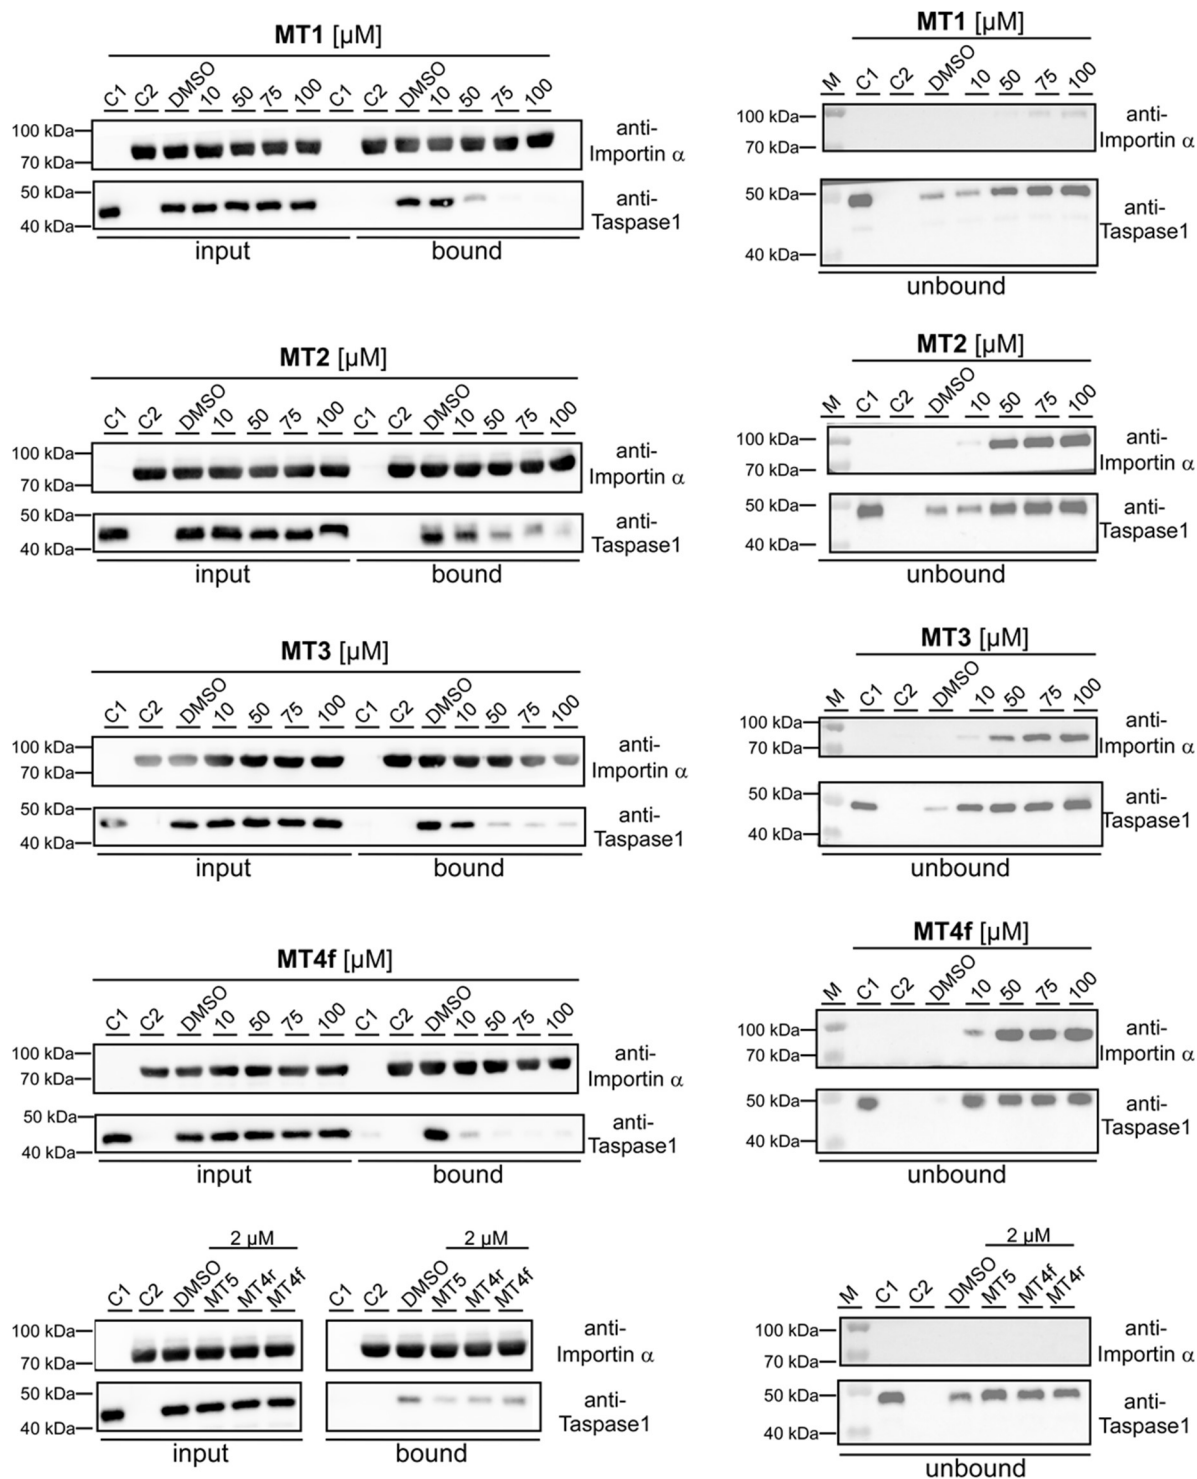 MT1 [µM]
C1 C2 DMSO 10 50 75 100 C1 C2 DMSO 10 50 75 100
100 kDa
70 kDa
anti-
Importin α
50 kDa
40 kDa
anti-
Taspase1
input bound
MT1 [µM]
M C1 C2 DMSO 10 50 75 100
100 kDa
70 kDa
anti-
Importin α
50 kDa
40 kDa
anti-
Taspase1
unbound
MT2 [µM]
C1 C2 DMSO 10 50 75 100 C1 C2 DMSO 10 50 75 100
100 kDa
70 kDa
anti-
Importin α
50 kDa
40 kDa
anti-
Taspase1
input bound
MT2 [µM]
M C1 C2 DMSO 10 50 75 100
100 kDa
70 kDa
anti-
Importin α
50 kDa
40 kDa
anti-
Taspase1
unbound
MT3 [µM]
C1 C2 DMSO 10 50 75 100 C1 C2 DMSO 10 50 75 100
100 kDa
70 kDa
anti-
Importin α
50 kDa
40 kDa
anti-
Taspase1
input bound
MT3 [µM]
M C1 C2 DMSO 10 50 75 100
100 kDa
70 kDa
anti-
Importin α
50 kDa
40 kDa
anti-
Taspase1
unbound
MT4f [µM]
C1 C2 DMSO 10 50 75 100 C1 C2 DMSO 10 50 75 100
100 kDa
70 kDa
anti-
Importin α
50 kDa
40 kDa
anti-
Taspase1
input bound
MT4f [µM]
M C1 C2 DMSO 10 50 75 100
100 kDa
70 kDa
anti-
Importin α
50 kDa
40 kDa
anti-
Taspase1
unbound
2 µM 2 µM
C1 C2 DMSO MT5 MT4r MT4f C1 C2 DMSO MT5 MT4r MT4f
100 kDa
70 kDa
anti-
Importin α
50 kDa
40 kDa
anti-
Taspase1
input bound
2 µM
M C1 C2 DMSO MT5 MT4f MT4r
100 kDa
70 kDa
anti-
Importin α
50 kDa
40 kDa
anti-
Taspase1
unbound